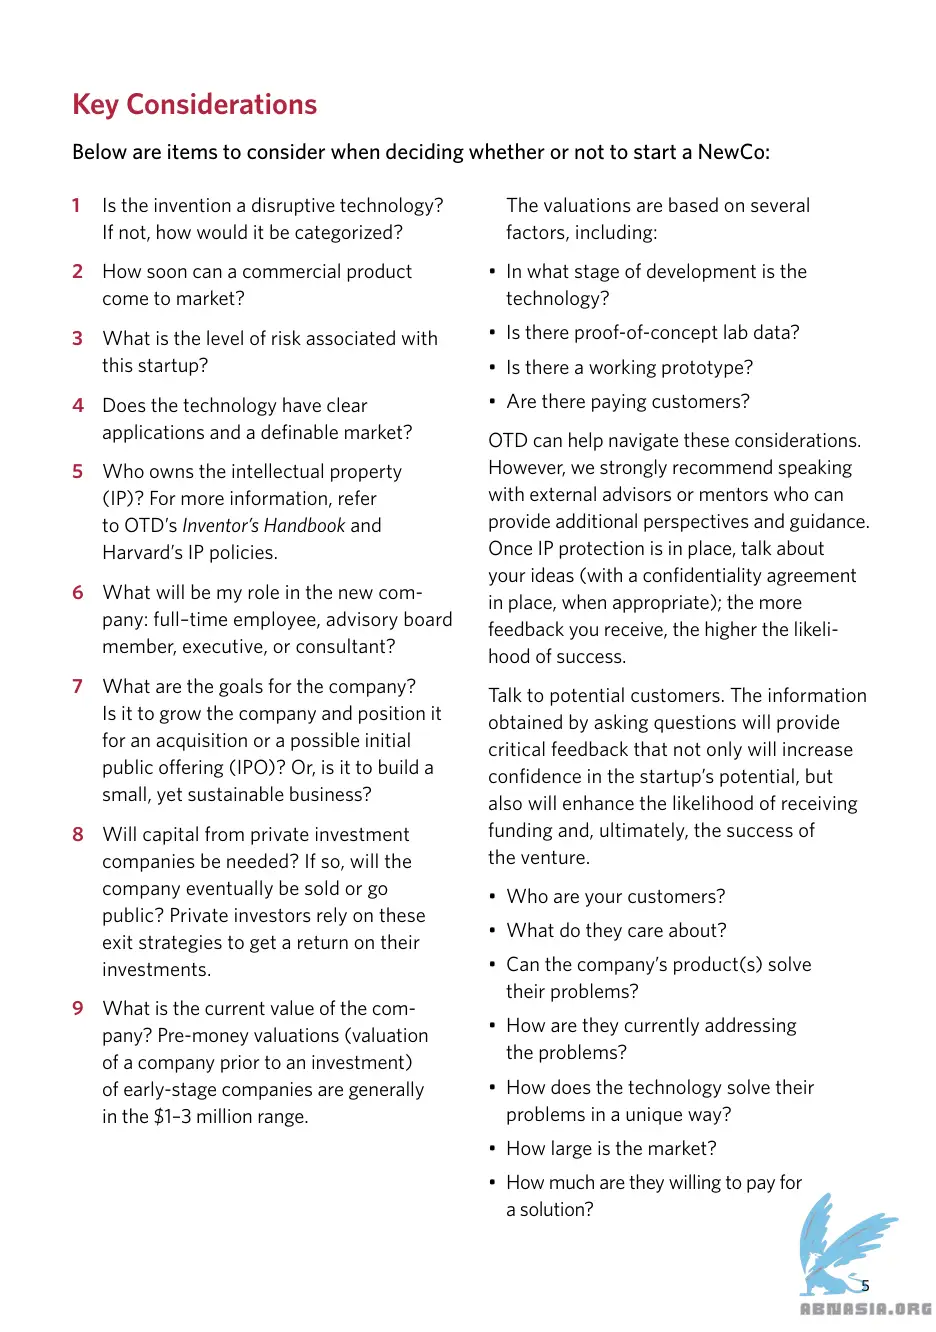 Key Considerations
Below are items to consider when deciding whether or not to start a NewCo:
1 Is the invention a disruptive technology?
If not, how would it be categorized?
2 How soon can a commercial product
come to market?
3 What is the level of risk associated with
this startup?
4 Does the technology have clear
applications and a definable market?
5 Who owns the intellectual property
(IP)? For more information, refer
to OTD’s Inventor’s Handbook and
Harvard’s IP policies.
6 What will be my role in the new com-
pany: full–time employee, advisory board
member, executive, or consultant?
7 What are the goals for the company?
Is it to grow the company and position it
for an acquisition or a possible initial
public offering (IPO)? Or, is it to build a
small, yet sustainable business?
8 Will capital from private investment
companies be needed? If so, will the
company eventually be sold or go
public? Private investors rely on these
exit strategies to get a return on their
investments.
9 What is the current value of the com-
pany? Pre-money valuations (valuation
of a company prior to an investment)
of early-stage companies are generally
in the $1–3 million range.
The valuations are based on several
factors, including:
• In what stage of development is the
technology?
• Is there proof-of-concept lab data?
• Is there a working prototype?
• Are there paying customers?
OTD can help navigate these considerations.
However, we strongly recommend speaking
with external advisors or mentors who can
provide additional perspectives and guidance.
Once IP protection is in place, talk about
your ideas (with a confidentiality agreement
in place, when appropriate); the more
feedback you receive, the higher the likeli-
hood of success.
Talk to potential customers. The information
obtained by asking questions will provide
critical feedback that not only will increase
confidence in the startup’s potential, but
also will enhance the likelihood of receiving
funding and, ultimately, the success of
the venture.
• Who are your customers?
• What do they care about?
• Can the company’s product(s) solve
their problems?
• How are they currently addressing
the problems?
• How does the technology solve their
problems in a unique way?
• How large is the market?
• How much are they willing to pay for
a solution?
5
ABNASIA.ORG